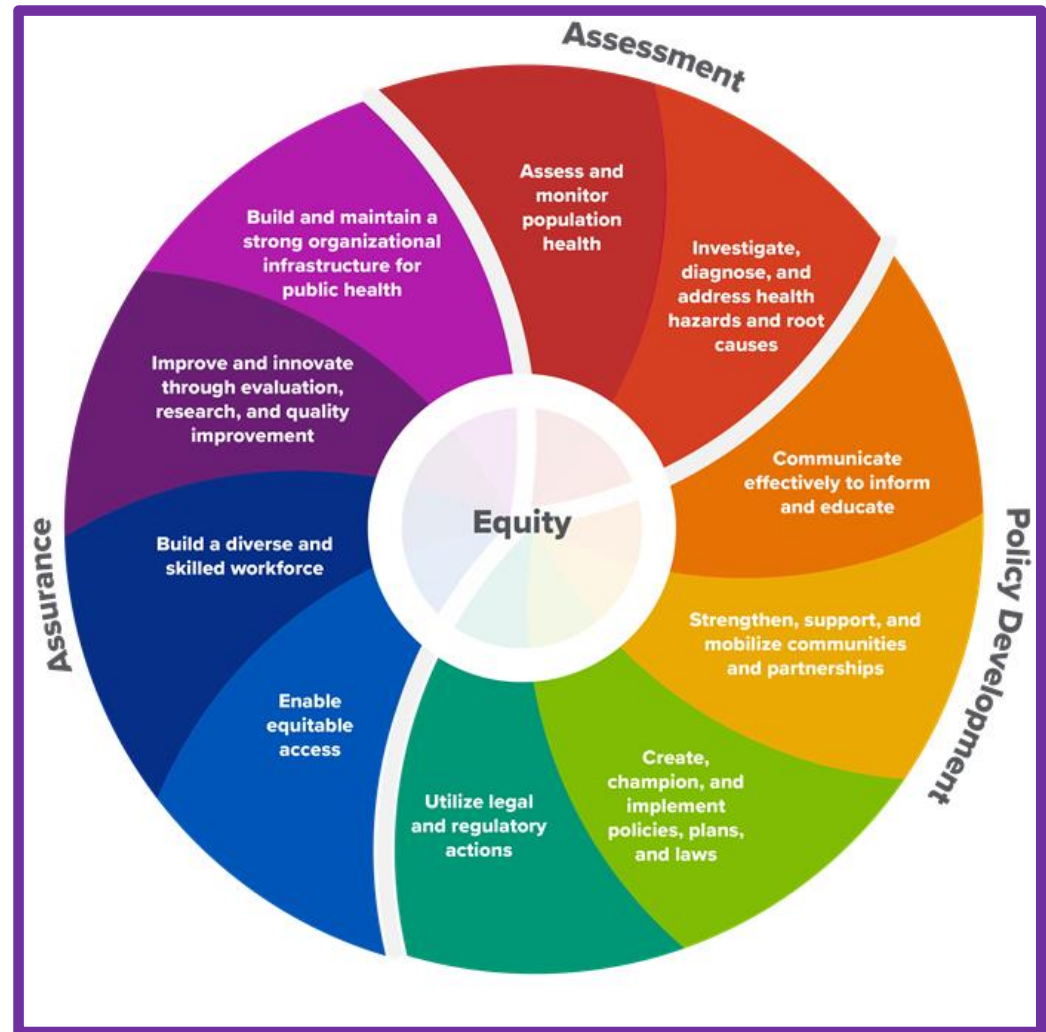 Assessment
Assess and
monitor
population
health
Investigate,
diagnose, and
address health
hazards and root
causes
Policy Development
Communicate
effectively to inform
and educate
Strengthen, support, and
mobilize communities
and partnerships
Create,
champion, and
implement
policies, plans,
and laws
Utilize legal
and regulatory
actions
Assurance
Enable
equitable
access
Build a diverse and
skilled workforce
Improve and innovate
through evaluation,
research, and quality
improvement
Build and maintain a
strong organizational
infrastructure for
public health
Equity